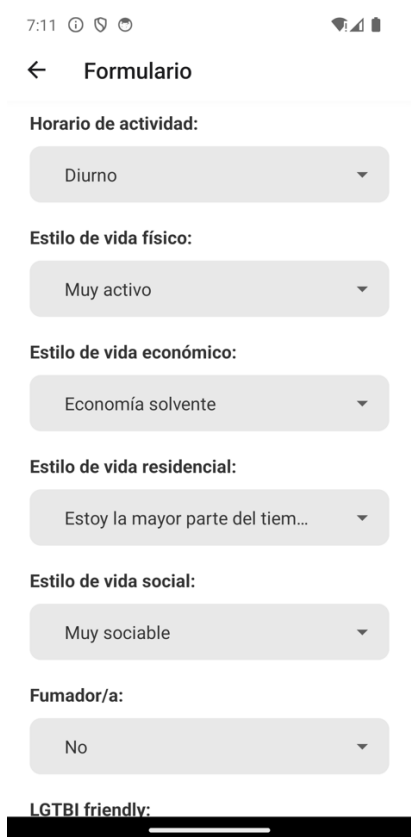 7:11
Formulario
Horario de actividad:
Diurno
Estilo de vida físico:
Muy activo
Estilo de vida económico:
Economía solvente
Estilo de vida residencial:
Estoy la mayor parte del tiem...
Estilo de vida social:
Muy sociable
Fumador/a:
No
LGTBI friendly: